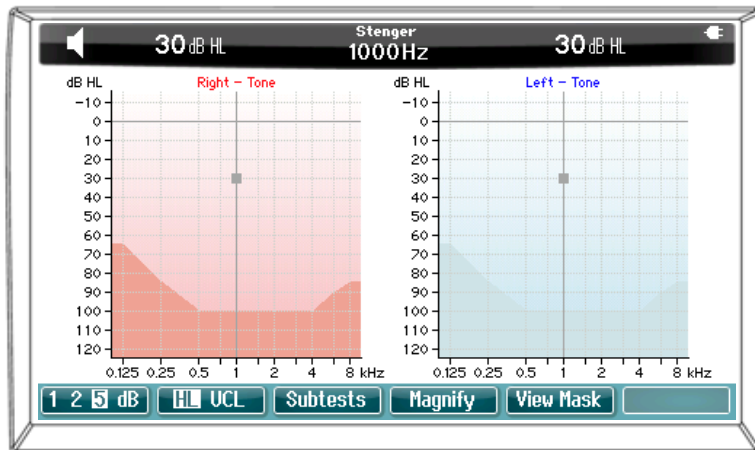 Stenger
30 dB HL 1000Hz 30 dB HL
dB HL Right - Tone dB HL Left - Tone
-10 -10
0 0
10 10
20 20
30 30
40 40
50 50
60 60
70 70
80 80
90 90
100 100
110 110
120 120
0.125 0.25 0.5 1 2 4 8 kHz 0.125 0.25 0.5 1 2 4 8 kHz
1 2 5 dB HL UCL Subtests Magnify View Mask